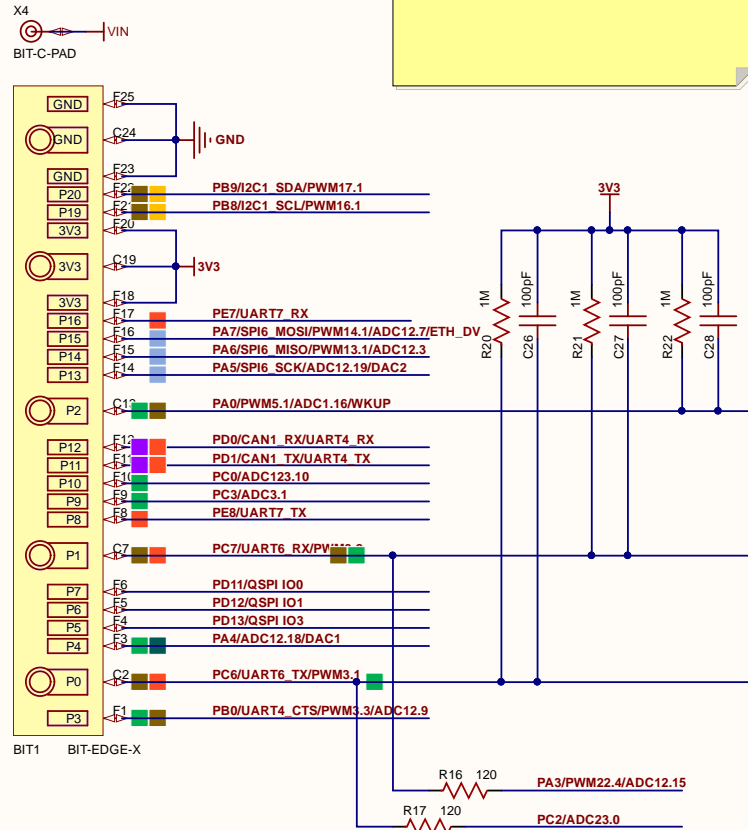 X4
VIN
BIT-C-PAD
GND F25
GND C24 GND
GND F23
P20 F22 PB9/I2C1_SDA/PWM17.1
P19 F21 PB8/I2C1_SCL/PWM16.1
3V3 F20
3V3 C19 3V3
3V3 F18
P16 F17 PE7/UART7_RX
P15 F16 PA7/SPI6_MOSI/PWM14.1/ADC12.7/ETH_DV
P14 F15 PA6/SPI6_MISO/PWM13.1/ADC12.3
P13 F14 PA5/SPI6_SCK/ADC12.19/DAC2
P2 C13 PA0/PWM5.1/ADC1.16/WKUP
P12 F12 PD0/CAN1_RX/UART4_RX
P11 F11 PD1/CAN1_TX/UART4_TX
P10 F10 PC0/ADC123.10
P9 F9 PC3/ADC3.1
P8 F8 PE8/UART7_TX
P1 C7 PC7/UART6_RX/
P7 F6 PD11/QSPI IO0
P6 F5 PD12/QSPI IO1
P5 F4 PD13/QSPI IO3
P4 F3 PA4/ADC12.18/DAC1
P0 C2 PC6/UART6_TX/PWM3.1
P3 F1 PB0/UART4_CTS/PWM3.3/ADC12.9
BIT1 BIT-EDGE-X
3V3
1M 100pF 1M 100pF 1M 100pF
R20 C26 R21 C27 R22 C28
R16 120 PA3/PWM22.4/ADC12.15
R17 120 PC2/ADC23.0